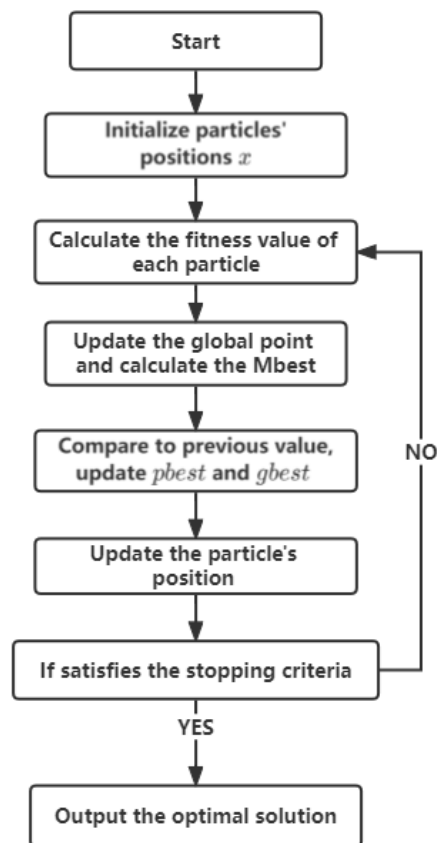 Start
Initialize particles'
positions x
Calculate the fitness value of
each particle
Update the global point
and calculate the Mbest
Compare to previous value,
update pbest and gbest
NO
Update the particle's
position
If satisfies the stopping criteria
YES
Output the optimal solution